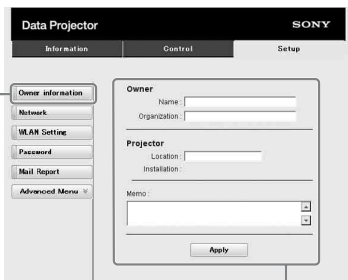 Data Projector
SONY
Information
Control
Setup
Owner information
Network
WLAN Setting
Password
Mail Report
Advanced Menu
Owner
Name :
Organization :
Projector
Location :
Installation :
Memo :
Apply